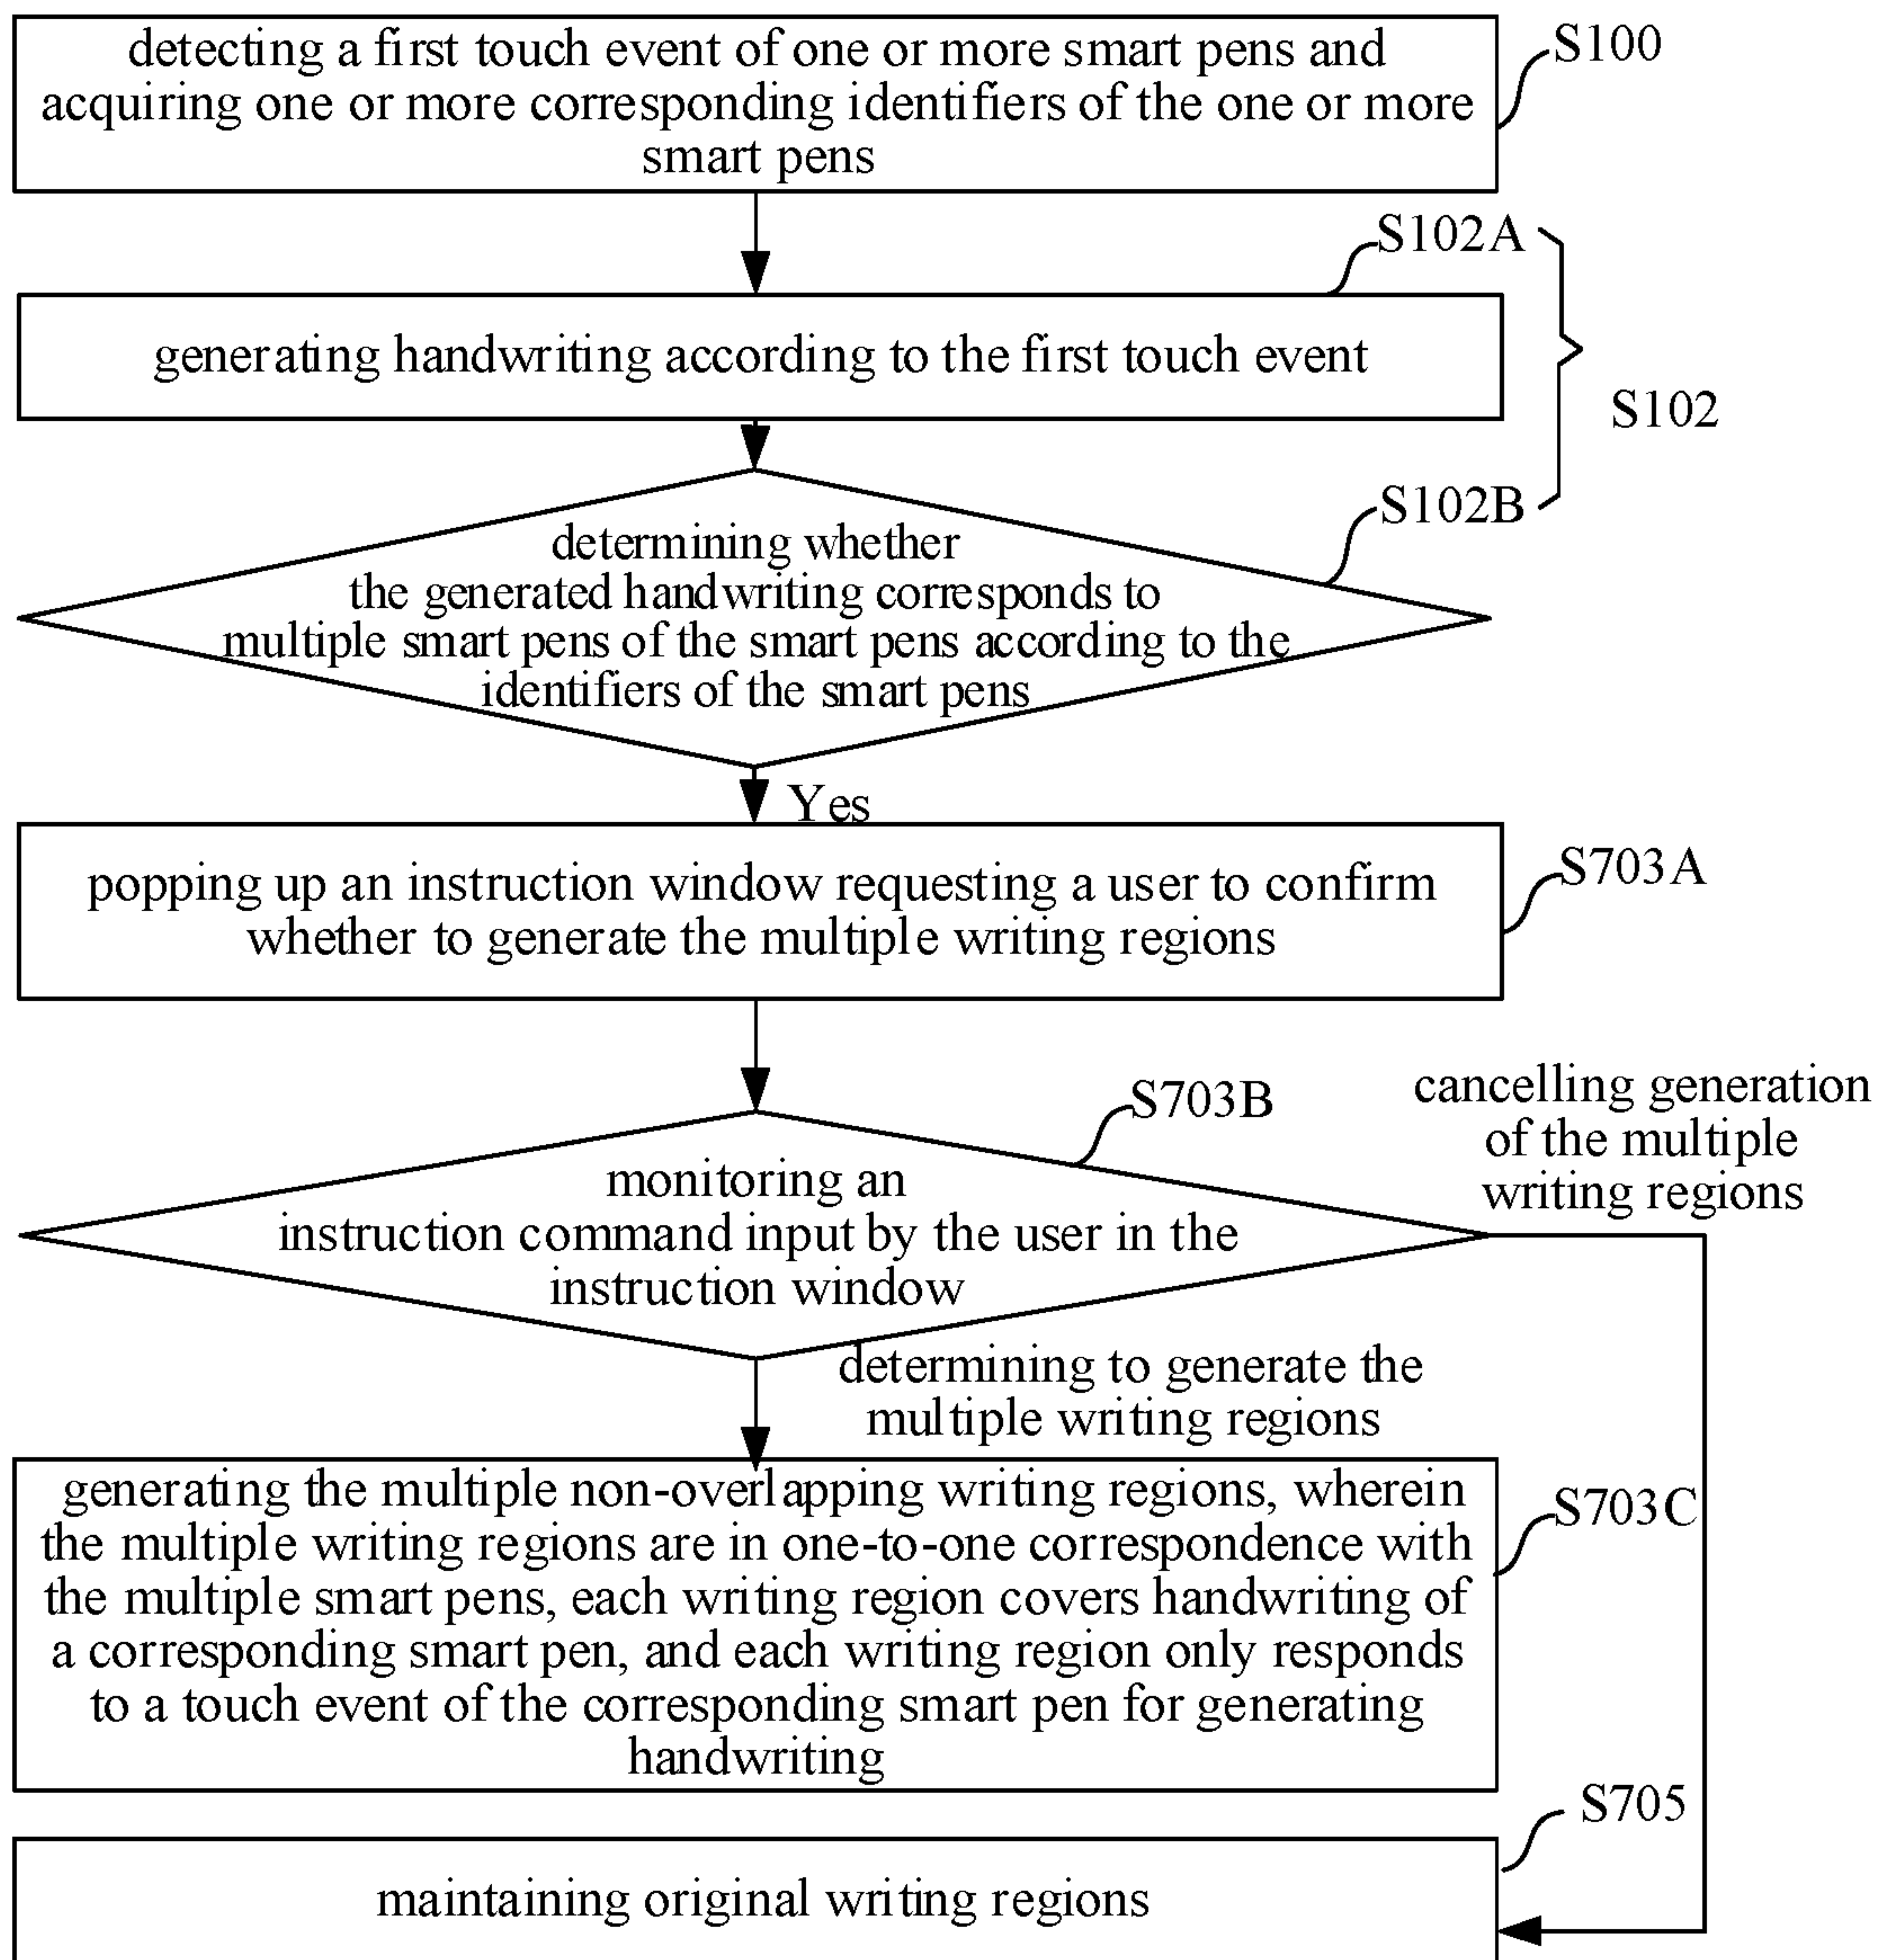 detecting a first touch event of one or more smart pens and
acquiring one or more corresponding identifiers of the one or more
smart pens
S100
S102A
generating handwriting according to the first touch event
S102
S102B
determining whether
the generated handwriting corresponds to
multiple smart pens of the smart pens according to the
identifiers of the smart pens
Yes
popping up an instruction window requesting a user to confirm
whether to generate the multiple writing regions
S703A
S703B
cancelling generation
of the multiple
writing regions
monitoring an
instruction command input by the user in the
instruction window
determining to generate the
multiple writing regions
generating the multiple non-overlapping writing regions, wherein
the multiple writing regions are in one-to-one correspondence with
the multiple smart pens, each writing region covers handwriting of
a corresponding smart pen, and each writing region only responds
to a touch event of the corresponding smart pen for generating
handwriting
S703C
S705
maintaining original writing regions